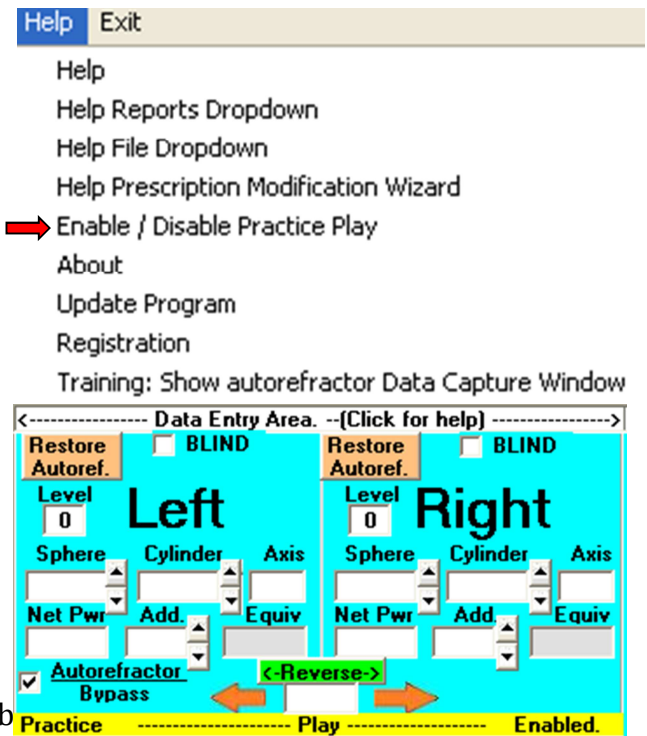 Help Exit
Help
Help Reports Dropdown
Help File Dropdown
Help Prescription Modification Wizard
Enable / Disable Practice Play
About
Update Program
Registration
Training: Show autorefractor Data Capture Window
<---------------- Data Entry Area. --(Click for help) ---------------->
Restore Autoref. BLIND Restore Autoref. BLIND
Level 0 Left Level 0 Right
Sphere Cylinder Axis Sphere Cylinder Axis
Net Pwr Add. Equiv Net Pwr Add. Equiv
Autorefractor Bypass <-Reverse->
b
Practice --------------------- Play ------------------- Enabled.